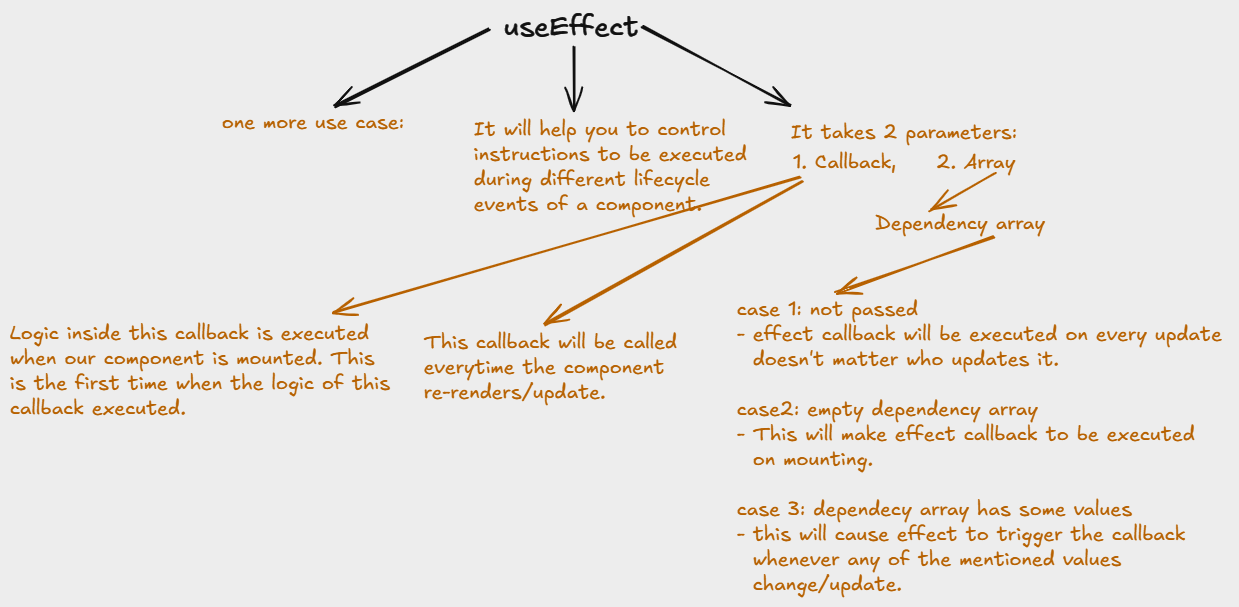 useEffect
one more use case:
It will help you to control
instructions to be executed
during different lifecycle
events of a component.
It takes 2 parameters:
1. Callback, 2. Array
Dependency array
Logic inside this callback is executed
when our component is mounted. This
is the first time when the logic of this
callback executed.
This callback will be called
everytime the component
re-renders/update.
case 1: not passed
- effect callback will be executed on every update
doesn't matter who updates it.
case2: empty dependency array
- This will make effect callback to be executed
on mounting.
case 3: dependecy array has some values
- this will cause effect to trigger the callback
whenever any of the mentioned values
change/update.